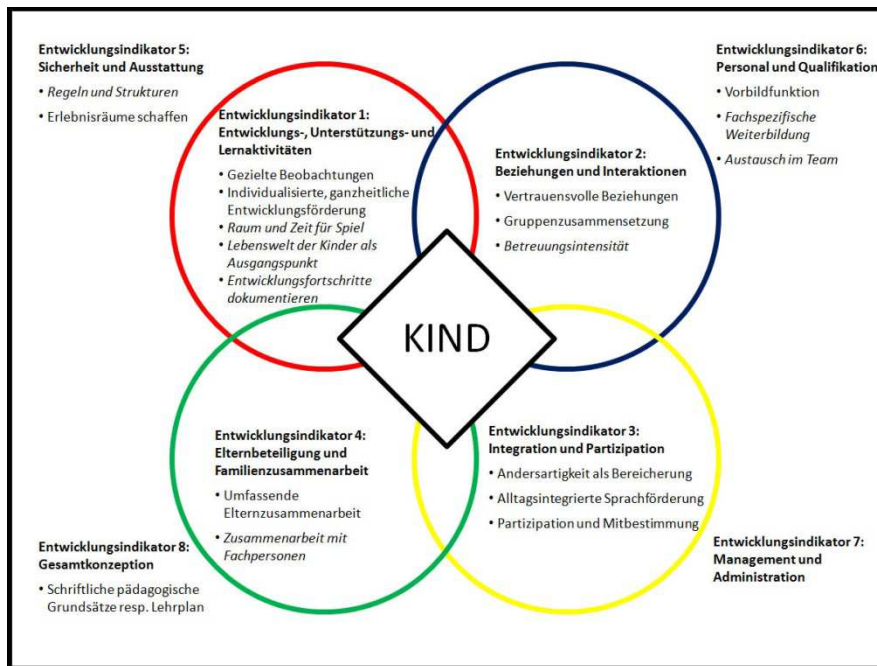 Entwicklungsindikator 5:
Sicherheit und Ausstattung
• Regeln und Strukturen
• Erlebnisräume schaffen
Entwicklungsindikator 6:
Personal und Qualifikation
• Vorbildfunktion
• Fachspezifische
Weiterbildung
• Austausch im Team
Entwicklungsindikator 1:
Entwicklungs-, Unterstützungs- und
Lernaktivitäten
• Gezielte Beobachtungen
• Individualisierte, ganzheitliche
Entwicklungsförderung
• Raum und Zeit für Spiel
• Lebenswelt der Kinder als
Ausgangspunkt
• Entwicklungsfortschritte
dokumentieren
Entwicklungsindikator 2:
Beziehungen und Interaktionen
• Vertrauensvolle Beziehungen
• Gruppenzusammensetzung
• Betreuungsintensität
KIND
Entwicklungsindikator 4:
Elternbeteiligung und
Familienzusammenarbeit
• Umfassende
Elternzusammenarbeit
• Zusammenarbeit mit
Fachpersonen
Entwicklungsindikator 3:
Integration und Partizipation
• Andersartigkeit als Bereicherung
• Alltagsintegrierte Sprachförderung
• Partizipation und Mitbestimmung
Entwicklungsindikator 8:
Gesamtkonzeption
• Schriftliche pädagogische
Grundsätze resp. Lehrplan
Entwicklungsindikator 7:
Management und
Administration